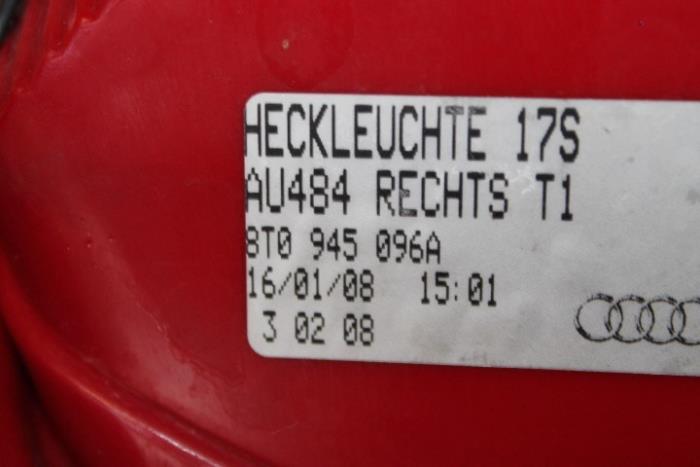 HECKLEUCHTE 17S
AU484 RECHTS T1
8T0 945 096A
16/01/08 15:01
3 02 08